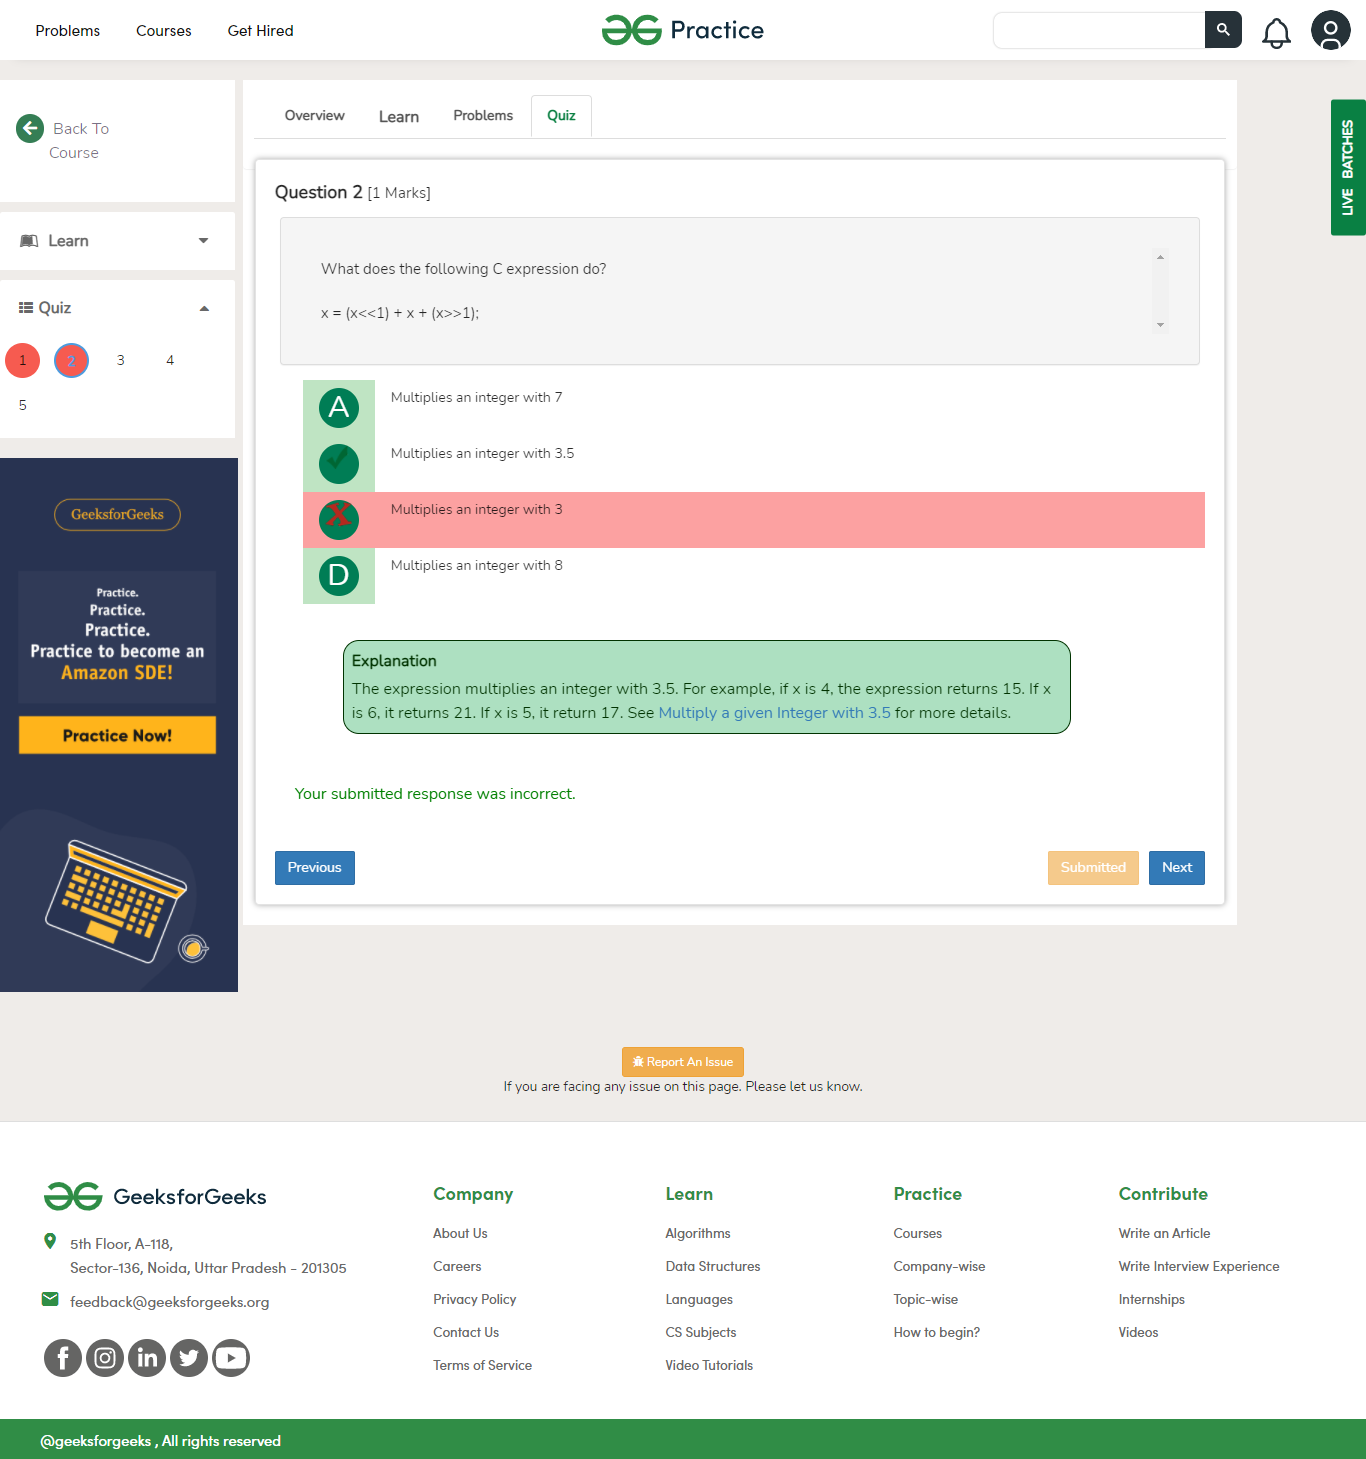 Problems Courses Get Hired
Practice
Back To
Course
Learn
Quiz
1 2 3 4
5
GeeksforGeeks
Practice.
Practice.
Practice.
Practice to become an
Amazon SDE!
Practice Now!
Overview Learn Problems Quiz
Question 2 [1 Marks]
What does the following C expression do?
x = (x<<1) + x + (x>>1);
A Multiplies an integer with 7
Multiplies an integer with 3.5
X Multiplies an integer with 3
D Multiplies an integer with 8
Explanation
The expression multiplies an integer with 3.5. For example, if x is 4, the expression returns 15. If x
is 6, it returns 21. If x is 5, it return 17. See Multiply a given Integer with 3.5 for more details.
Your submitted response was incorrect.
Previous Submitted Next
LIVE BATCHES
Report An Issue
If you are facing any issue on this page. Please let us know.
GeeksforGeeks
5th Floor, A-118,
Sector-136, Noida, Uttar Pradesh - 201305
feedback@geeksforgeeks.org
Company
About Us
Careers
Privacy Policy
Contact Us
Terms of Service
Learn
Algorithms
Data Structures
Languages
CS Subjects
Video Tutorials
Practice
Courses
Company-wise
Topic-wise
How to begin?
Contribute
Write an Article
Write Interview Experience
Internships
Videos
@geeksforgeeks , All rights reserved